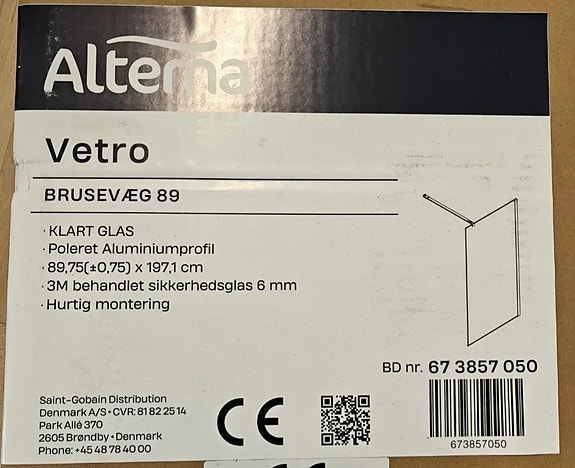 Alterna
Vetro
BRUSEVÆG 89
· KLART GLAS
· Poleret Aluminiumprofil
· 89,75(±0,75) x 197,1 cm
· 3M behandlet sikkerhedsglas 6 mm
· Hurtig montering
BD nr. 67 3857 050
673857050
Saint-Gobain Distribution
Denmark A/S • CVR: 81 82 25 14
Park Allé 370
2605 Brøndby • Denmark
Phone: +45 48 78 40 00
CE